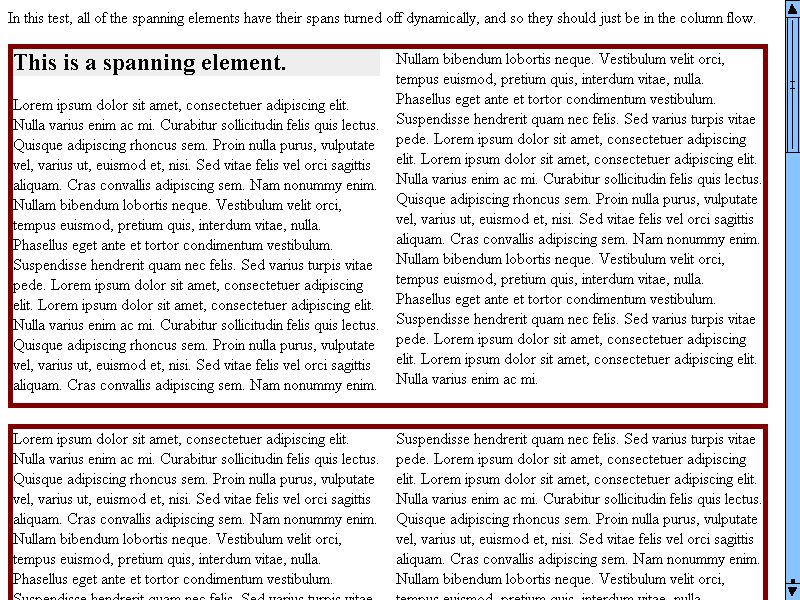 In this test, all of the spanning elements have their spans turned off dynamically, and so they should just be in the column flow.
This is a spanning element.
Lorem ipsum dolor sit amet, consectetuer adipiscing elit.
Nulla varius enim ac mi. Curabitur sollicitudin felis quis lectus.
Quisque adipiscing rhoncus sem. Proin nulla purus, vulputate
vel, varius ut, euismod et, nisi. Sed vitae felis vel orci sagittis
aliquam. Cras convallis adipiscing sem. Nam nonummy enim.
Nullam bibendum lobortis neque. Vestibulum velit orci,
tempus euismod, pretium quis, interdum vitae, nulla.
Phasellus eget ante et tortor condimentum vestibulum.
Suspendisse hendrerit quam nec felis. Sed varius turpis vitae
pede. Lorem ipsum dolor sit amet, consectetuer adipiscing
elit. Lorem ipsum dolor sit amet, consectetuer adipiscing elit.
Nulla varius enim ac mi. Curabitur sollicitudin felis quis lectus.
Quisque adipiscing rhoncus sem. Proin nulla purus, vulputate
vel, varius ut, euismod et, nisi. Sed vitae felis vel orci sagittis
aliquam. Cras convallis adipiscing sem. Nam nonummy enim.
Nullam bibendum lobortis neque. Vestibulum velit orci,
tempus euismod, pretium quis, interdum vitae, nulla.
Phasellus eget ante et tortor condimentum vestibulum.
Suspendisse hendrerit quam nec felis. Sed varius turpis vitae
pede. Lorem ipsum dolor sit amet, consectetuer adipiscing
elit. Lorem ipsum dolor sit amet, consectetuer adipiscing elit.
Nulla varius enim ac mi. Curabitur sollicitudin felis quis lectus.
Quisque adipiscing rhoncus sem. Proin nulla purus, vulputate
vel, varius ut, euismod et, nisi. Sed vitae felis vel orci sagittis
aliquam. Cras convallis adipiscing sem. Nam nonummy enim.
Nullam bibendum lobortis neque. Vestibulum velit orci,
tempus euismod, pretium quis, interdum vitae, nulla.
Phasellus eget ante et tortor condimentum vestibulum.
Suspendisse hendrerit quam nec felis. Sed varius turpis vitae
pede. Lorem ipsum dolor sit amet, consectetuer adipiscing
elit. Lorem ipsum dolor sit amet, consectetuer adipiscing elit.
Nulla varius enim ac mi.
Lorem ipsum dolor sit amet, consectetuer adipiscing elit.
Nulla varius enim ac mi. Curabitur sollicitudin felis quis lectus.
Quisque adipiscing rhoncus sem. Proin nulla purus, vulputate
vel, varius ut, euismod et, nisi. Sed vitae felis vel orci sagittis
aliquam. Cras convallis adipiscing sem. Nam nonummy enim.
Nullam bibendum lobortis neque. Vestibulum velit orci,
tempus euismod, pretium quis, interdum vitae, nulla.
Phasellus eget ante et tortor condimentum vestibulum.
Suspendisse hendrerit quam nec felis. Sed varius turpis vitae
Suspendisse hendrerit quam nec felis. Sed varius turpis vitae
pede. Lorem ipsum dolor sit amet, consectetuer adipiscing
elit. Lorem ipsum dolor sit amet, consectetuer adipiscing elit.
Nulla varius enim ac mi. Curabitur sollicitudin felis quis lectus.
Quisque adipiscing rhoncus sem. Proin nulla purus, vulputate
vel, varius ut, euismod et, nisi. Sed vitae felis vel orci sagittis
aliquam. Cras convallis adipiscing sem. Nam nonummy enim.
Nullam bibendum lobortis neque. Vestibulum velit orci,
tempus euismod, pretium quis, interdum vitae, nulla.